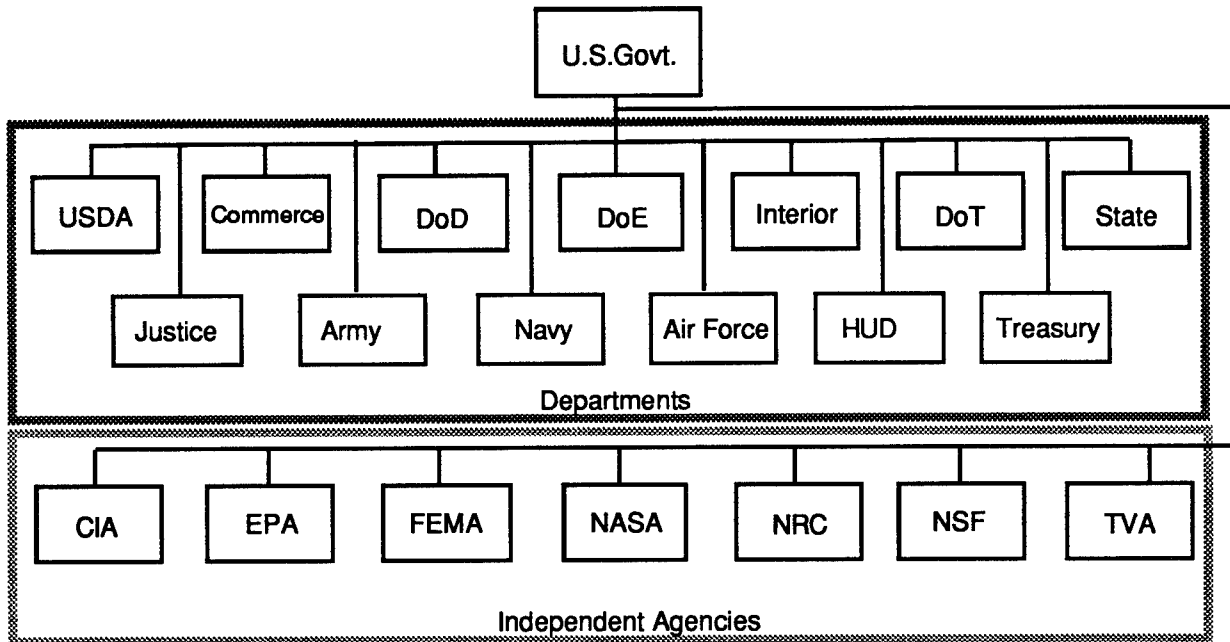 U.S.Govt.
USDA
Commerce
DoD
DoE
Interior
DoT
State
Justice
Army
Navy
Air Force
HUD
Treasury
Departments
CIA
EPA
FEMA
NASA
NRC
NSF
TVA
Independent Agencies